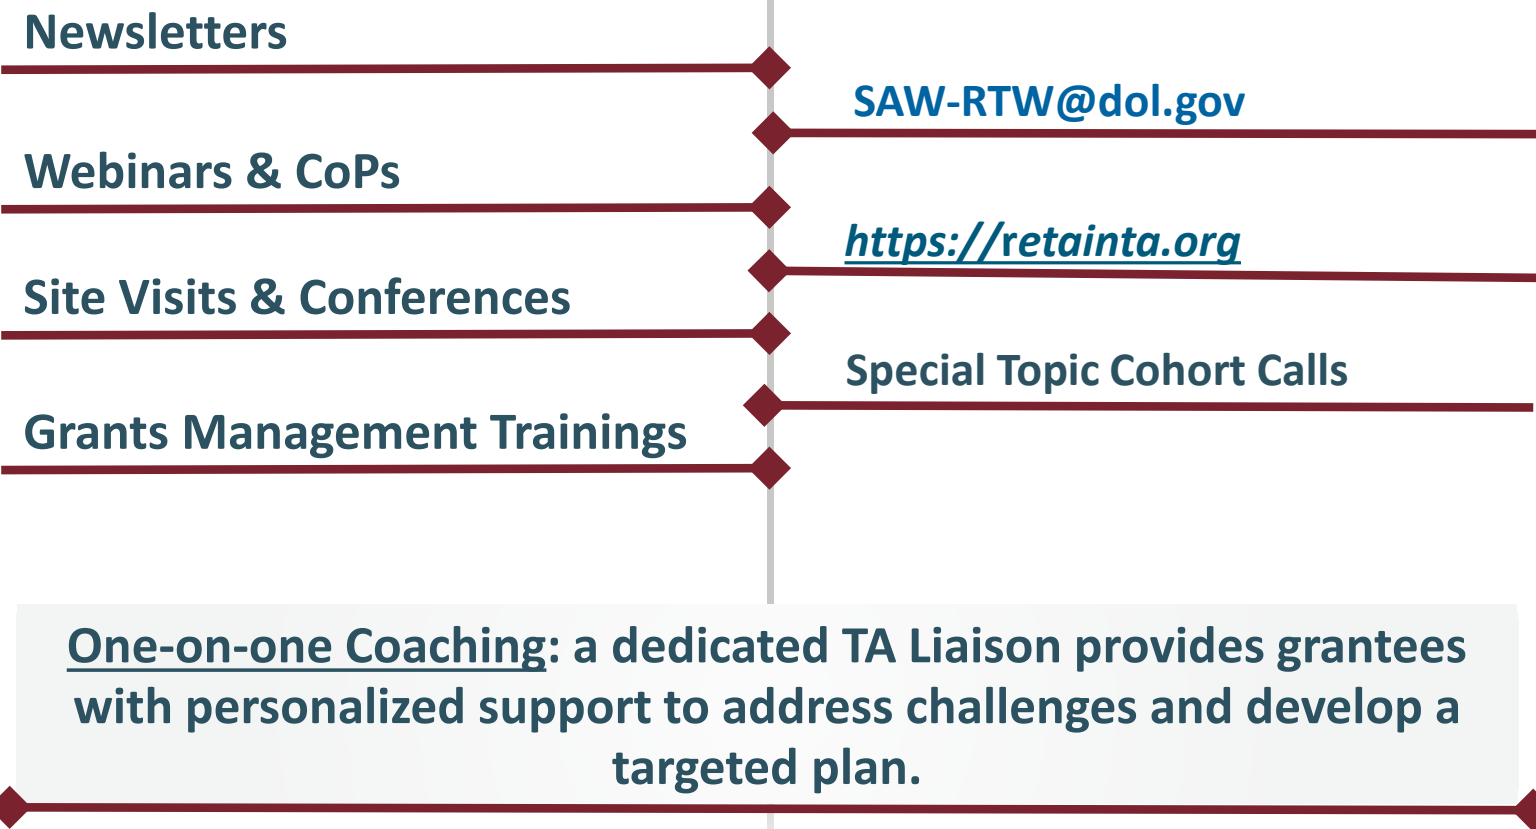 Newsletters
SAW-RTW@dol.gov
Webinars & CoPs
https://retainta.org
Site Visits & Conferences
Special Topic Cohort Calls
Grants Management Trainings
One-on-one Coaching: a dedicated TA Liaison provides grantees
with personalized support to address challenges and develop a
targeted plan.